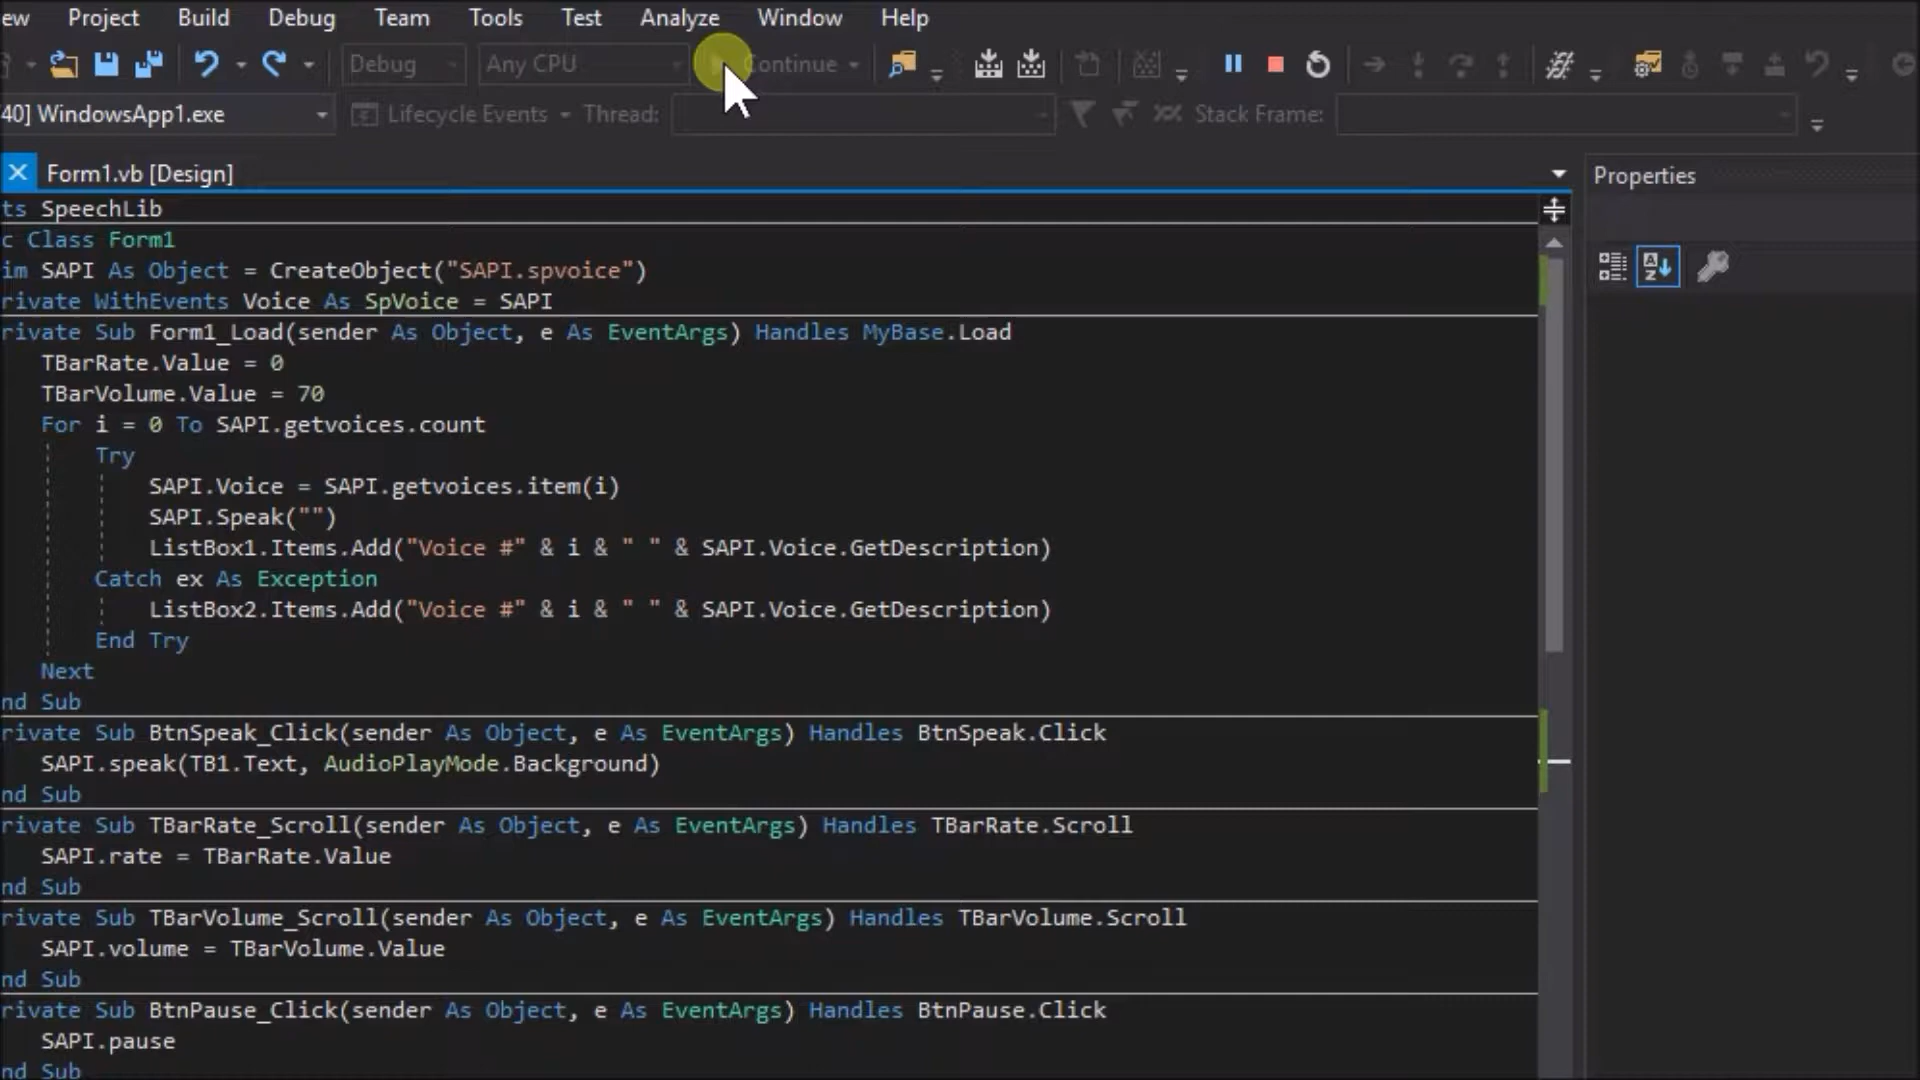 ew Project Build Debug Team Tools Test Analyze Window Help
Debug Any CPU Continue
40] WindowsApp1.exe Lifecycle Events Thread: Stack Frame:
Form1.vb [Design]
Properties
ts SpeechLib
c Class Form1
im SAPI As Object = CreateObject("SAPI.spvoice")
rivate WithEvents Voice As SpVoice = SAPI
rivate Sub Form1_Load(sender As Object, e As EventArgs) Handles MyBase.Load
TBarRate.Value = 0
TBarVolume.Value = 70
For i = 0 To SAPI.getvoices.count
Try
SAPI.Voice = SAPI.getvoices.item(i)
SAPI.Speak("")
ListBox1.Items.Add("Voice #" & i & " " & SAPI.Voice.GetDescription)
Catch ex As Exception
ListBox2.Items.Add("Voice #" & i & " " & SAPI.Voice.GetDescription)
End Try
Next
nd Sub
rivate Sub BtnSpeak_Click(sender As Object, e As EventArgs) Handles BtnSpeak.Click
SAPI.speak(TB1.Text, AudioPlayMode.Background)
nd Sub
rivate Sub TBarRate_Scroll(sender As Object, e As EventArgs) Handles TBarRate.Scroll
SAPI.rate = TBarRate.Value
nd Sub
rivate Sub TBarVolume_Scroll(sender As Object, e As EventArgs) Handles TBarVolume.Scroll
SAPI.volume = TBarVolume.Value
nd Sub
rivate Sub BtnPause_Click(sender As Object, e As EventArgs) Handles BtnPause.Click
SAPI.pause
nd Sub